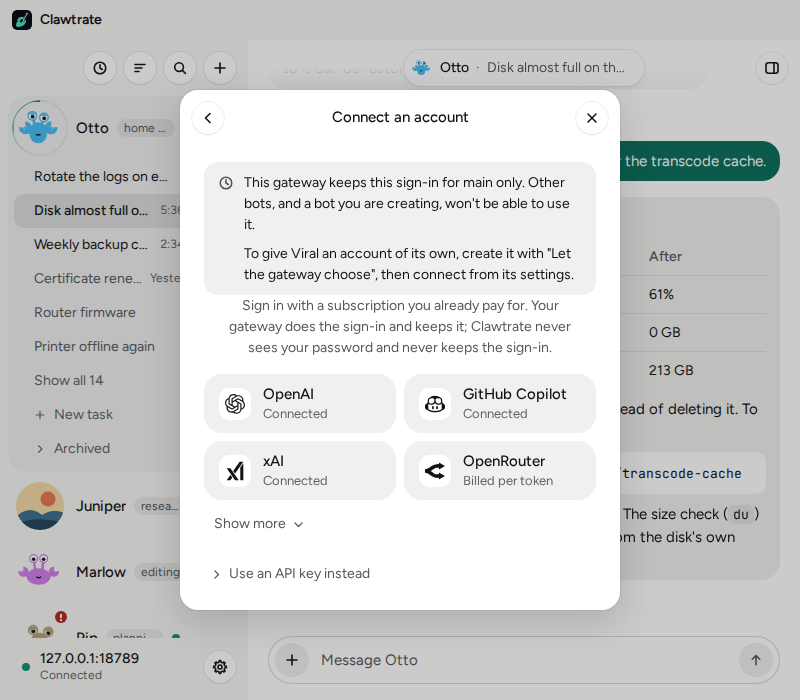 Clawtrate
Otto · Disk almost full on th...
Otto home ...
Rotate the logs on e...
Disk almost full o... 5:36
Weekly backup c... 2:34
Certificate rene... Yeste
Router firmware
Printer offline again
Show all 14
+ New task
Archived
Juniper resea...
Marlow editing
Pip planni...
127.0.0.1:18789
Connected
Connect an account
This gateway keeps this sign-in for main only. Other
bots, and a bot you are creating, won't be able to use
it.
To give Viral an account of its own, create it with "Let
the gateway choose", then connect from its settings.
Sign in with a subscription you already pay for. Your
gateway does the sign-in and keeps it; Clawtrate never
sees your password and never keeps the sign-in.
OpenAI
Connected
GitHub Copilot
Connected
xAI
Connected
OpenRouter
Billed per token
Show more
Use an API key instead
the transcode cache.
After
61%
0 GB
213 GB
ead of deleting it. To
transcode-cache
The size check (du)
om the disk's own
Message Otto